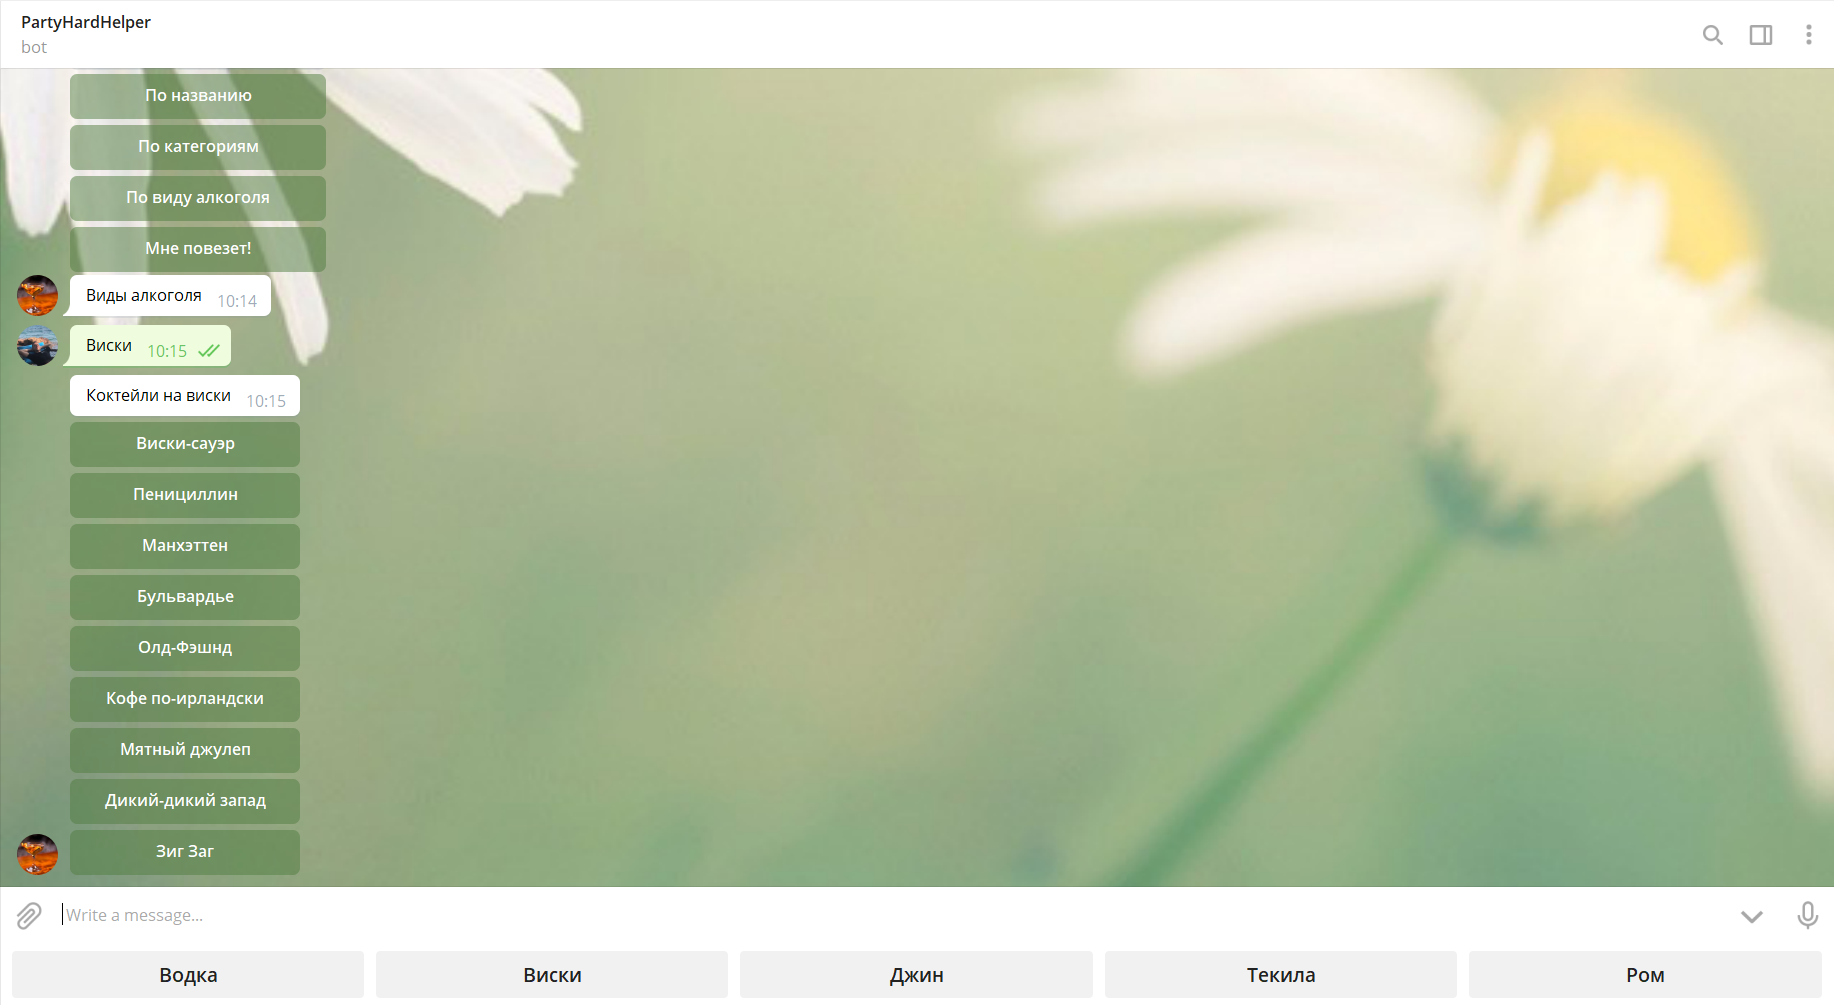 PartyHardHelper
bot
По названию
По категориям
По виду алкоголя
Мне повезет!
Виды алкоголя 10:14
Виски 10:15
Коктейли на виски 10:15
Виски-сауэр
Пенициллин
Манхэттен
Бульвардье
Олд-Фэшнд
Кофе по-ирландски
Мятный джулеп
Дикий-дикий запад
Зиг Заг
Write a message...
Водка Виски Джин Текила Ром